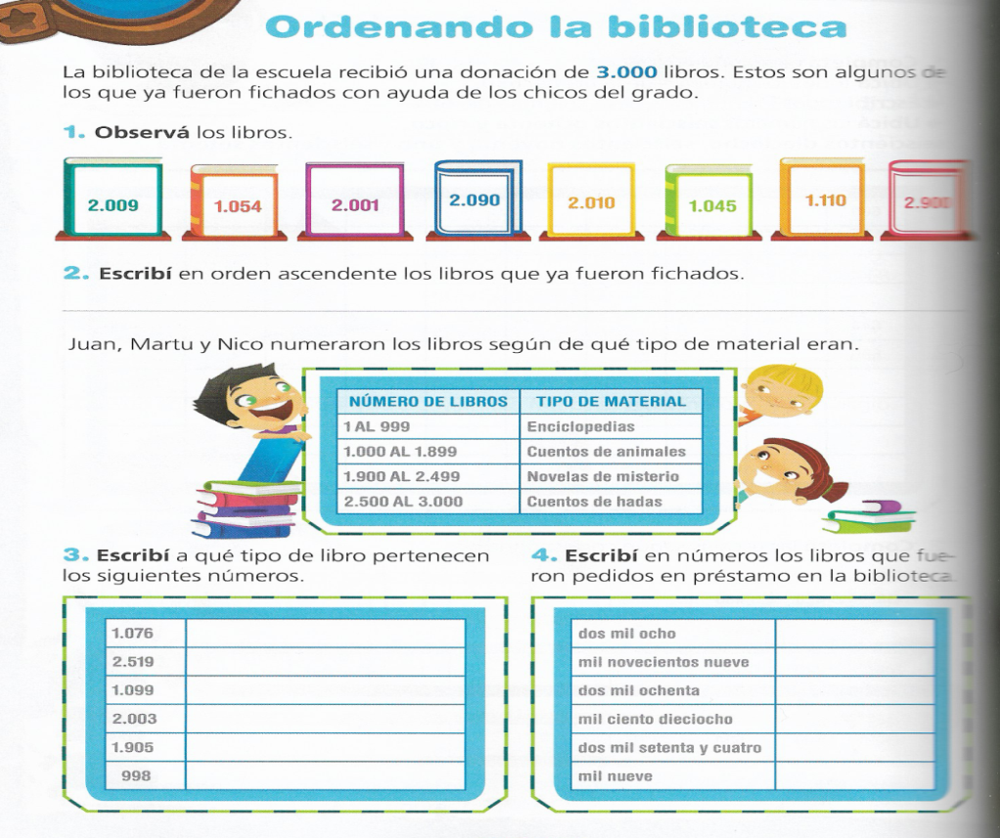 Ordenando la biblioteca
La biblioteca de la escuela recibió una donación de 3.000 libros. Estos son algunos de
los que ya fueron fichados con ayuda de los chicos del grado.
1. Observá los libros.
2.009 1.054 2.001 2.090 2.010 1.045 1.110 2.900
2. Escribí en orden ascendente los libros que ya fueron fichados.
Juan, Martu y Nico numeraron los libros según de qué tipo de material eran.
NÚMERO DE LIBROS TIPO DE MATERIAL
1 AL 999 Enciclopedias
1.000 AL 1.899 Cuentos de animales
1.900 AL 2.499 Novelas de misterio
2.500 AL 3.000 Cuentos de hadas
3. Escribí a qué tipo de libro pertenecen
los siguientes números.
1.076
2.519
1.099
2.003
1.905
998
4. Escribí en números los libros que fue-
ron pedidos en préstamo en la biblioteca.
dos mil ocho
mil novecientos nueve
dos mil ochenta
mil ciento dieciocho
dos mil setenta y cuatro
mil nueve